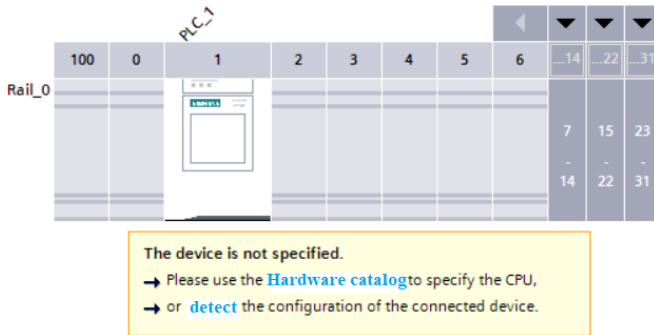 PLC_1
100 0 1 2 3 4 5 6 ...14 ...22 ...31
Rail_0
SIEMENS
7 15 23
- - -
14 22 31
The device is not specified.
→ Please use the Hardware catalogto specify the CPU,
→ or detect the configuration of the connected device.